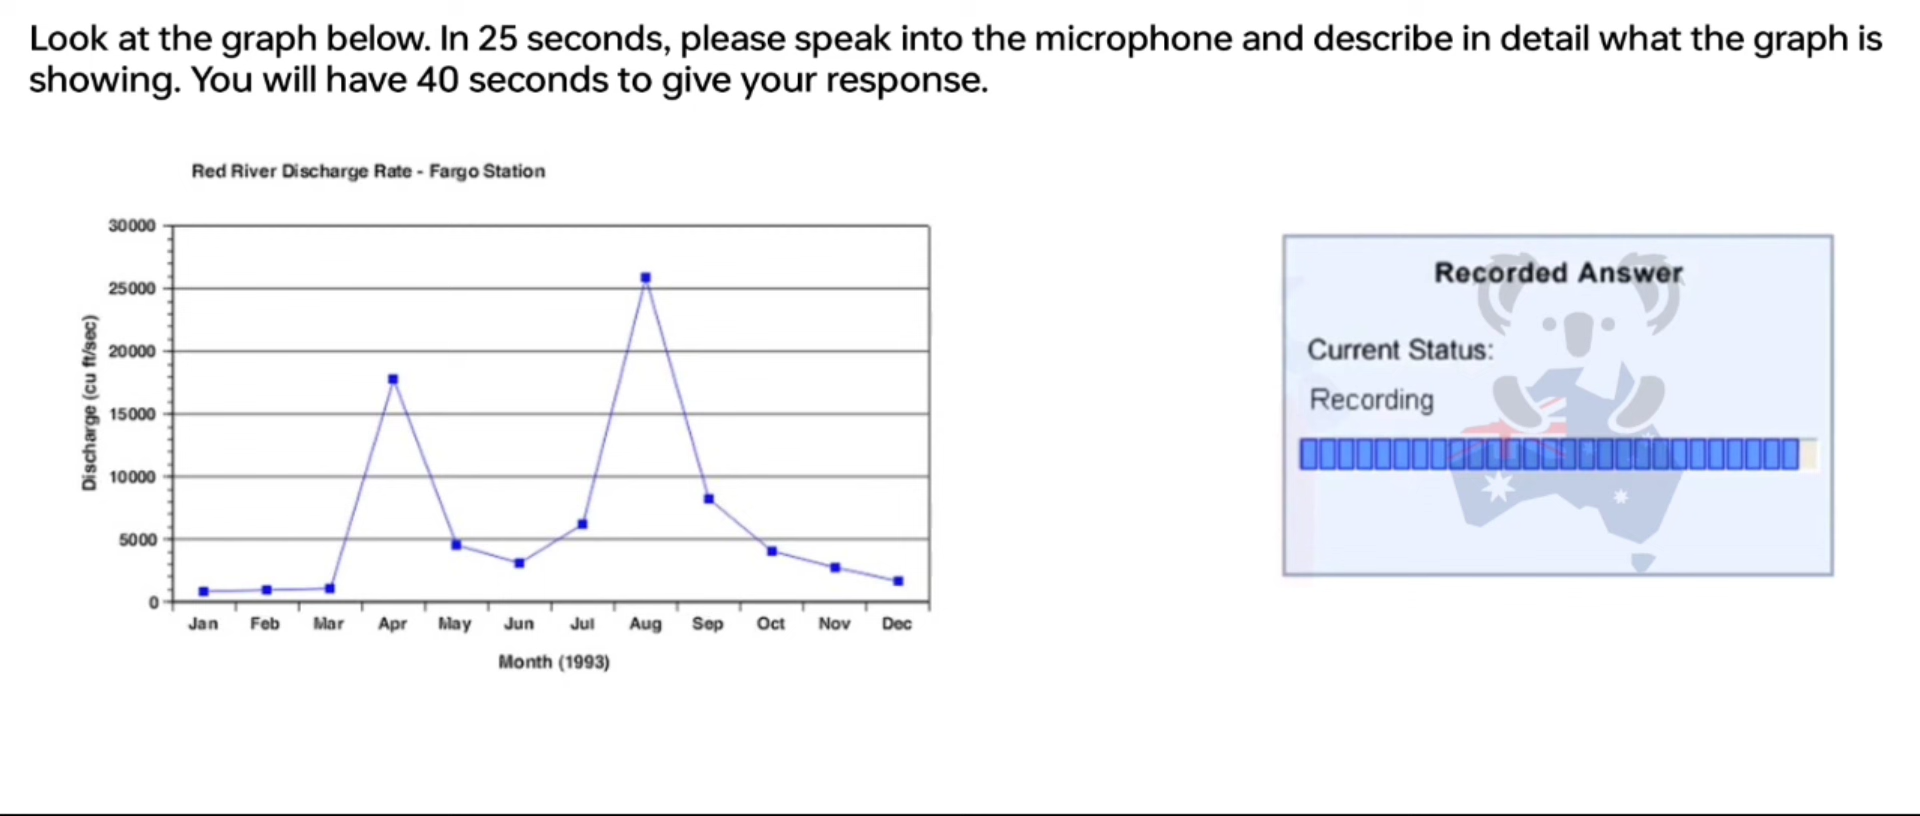 Look at the graph below. In 25 seconds, please speak into the microphone and describe in detail what the graph is
showing. You will have 40 seconds to give your response.
Red River Discharge Rate - Fargo Station
30000
25000
20000
15000
10000
5000
0
Discharge (cu ft/sec)
Jan Feb Mar Apr May Jun Jul Aug Sep Oct Nov Dec
Month (1993)
Recorded Answer
Current Status:
Recording